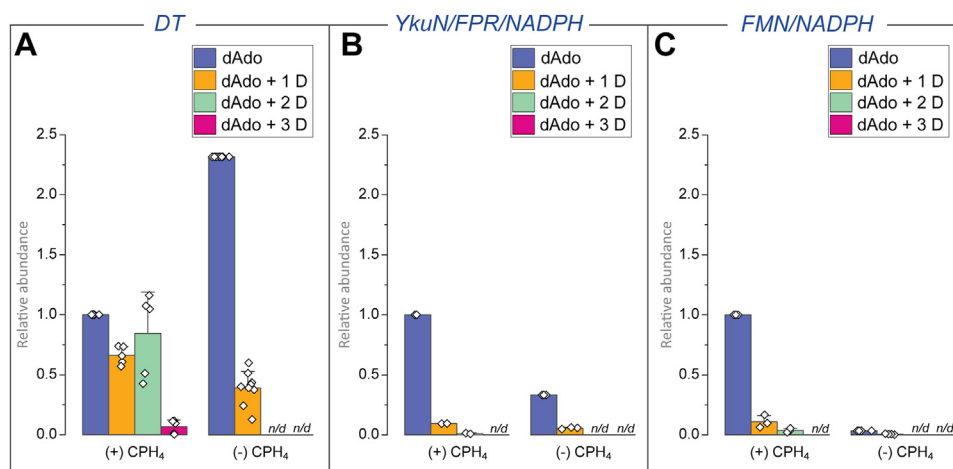 DT
A
dAdo
dAdo + 1 D
dAdo + 2 D
dAdo + 3 D
Relative abundance
2.5
2.0
1.5
1.0
0.5
0.0
n/d n/d
(+) CPH₄
(-) CPH₄
YkuN/FPR/NADPH
B
dAdo
dAdo + 1 D
dAdo + 2 D
dAdo + 3 D
Relative abundance
2.5
2.0
1.5
1.0
0.5
0.0
n/d
n/d n/d
(+) CPH₄
(-) CPH₄
FMN/NADPH
C
dAdo
dAdo + 1 D
dAdo + 2 D
dAdo + 3 D
Relative abundance
2.5
2.0
1.5
1.0
0.5
0.0
n/d
n/d n/d
(+) CPH₄
(-) CPH₄